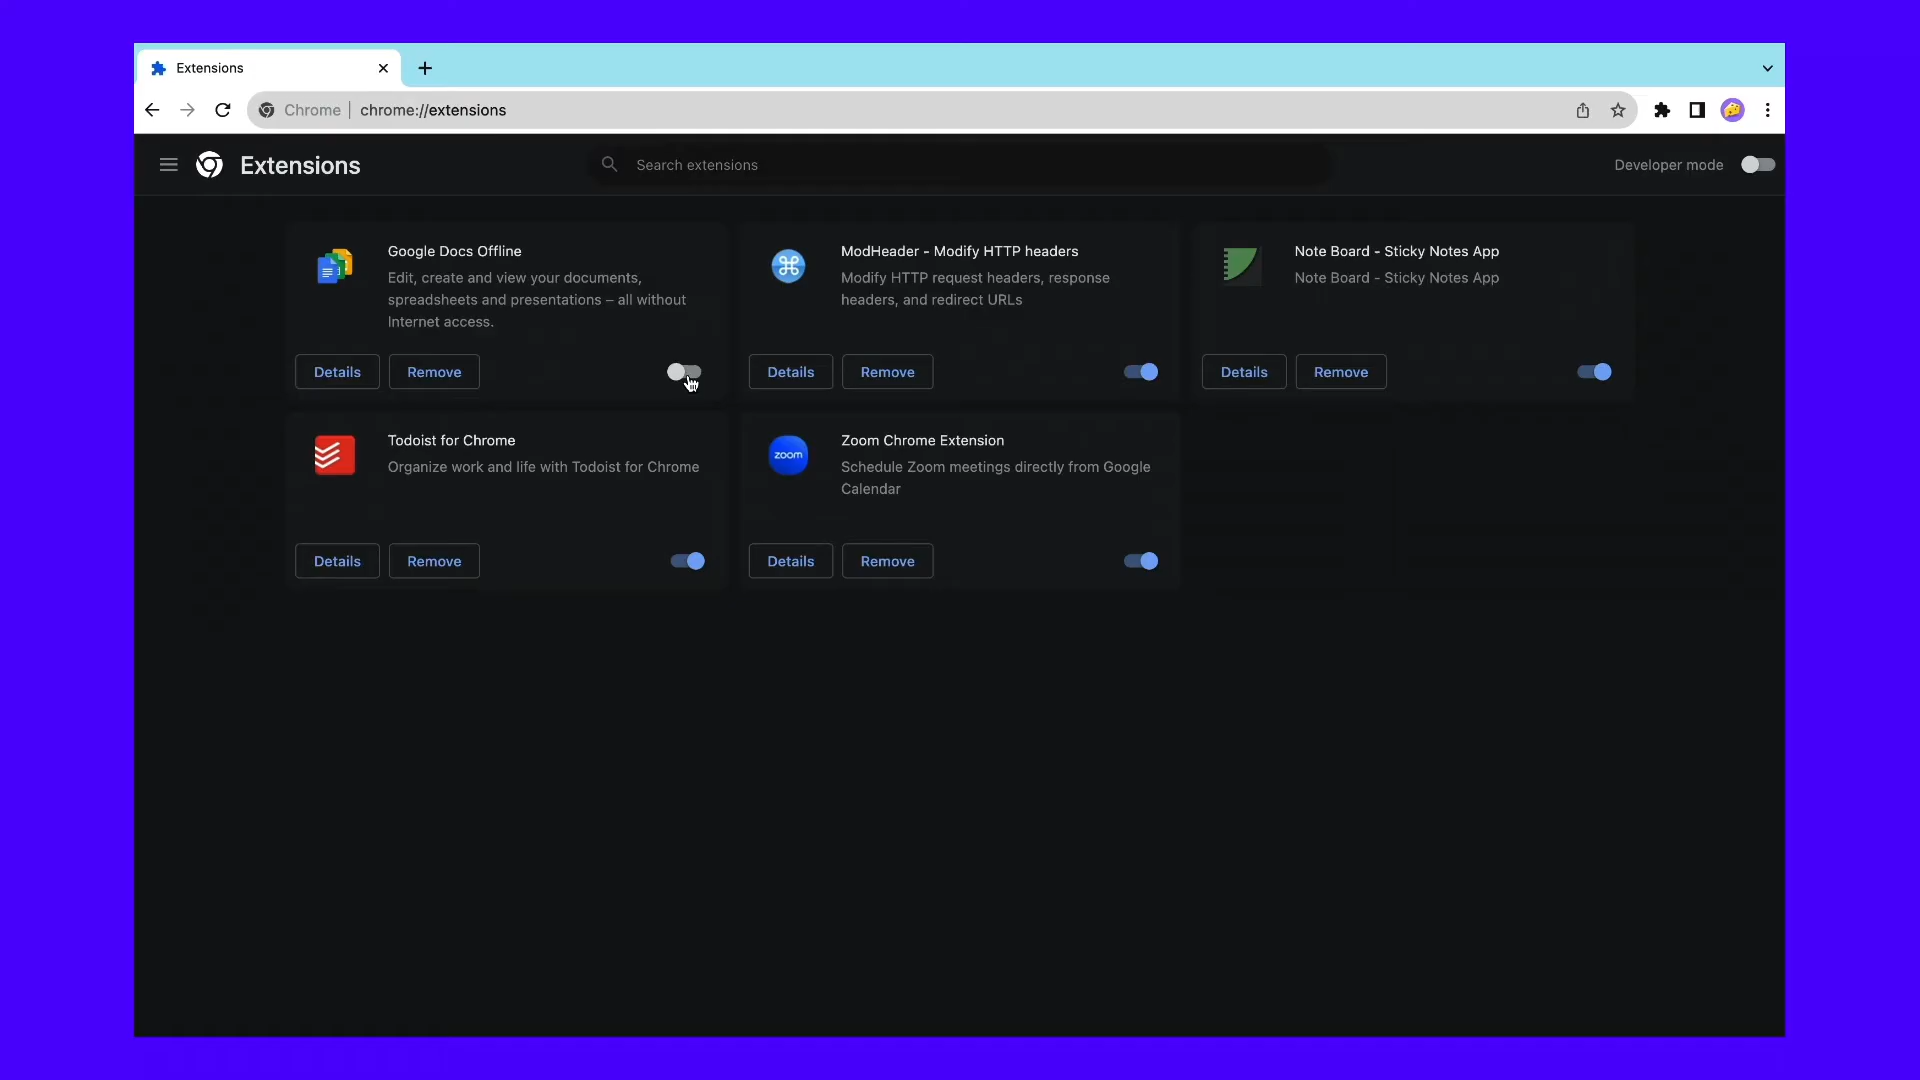 Extensions
Chrome | chrome://extensions
Extensions
Search extensions
Developer mode
Google Docs Offline
Edit, create and view your documents,
spreadsheets and presentations – all without
Internet access.
Details
Remove
ModHeader - Modify HTTP headers
Modify HTTP request headers, response
headers, and redirect URLs
Details
Remove
Note Board - Sticky Notes App
Note Board - Sticky Notes App
Details
Remove
Todoist for Chrome
Organize work and life with Todoist for Chrome
Details
Remove
zoom
Zoom Chrome Extension
Schedule Zoom meetings directly from Google
Calendar
Details
Remove